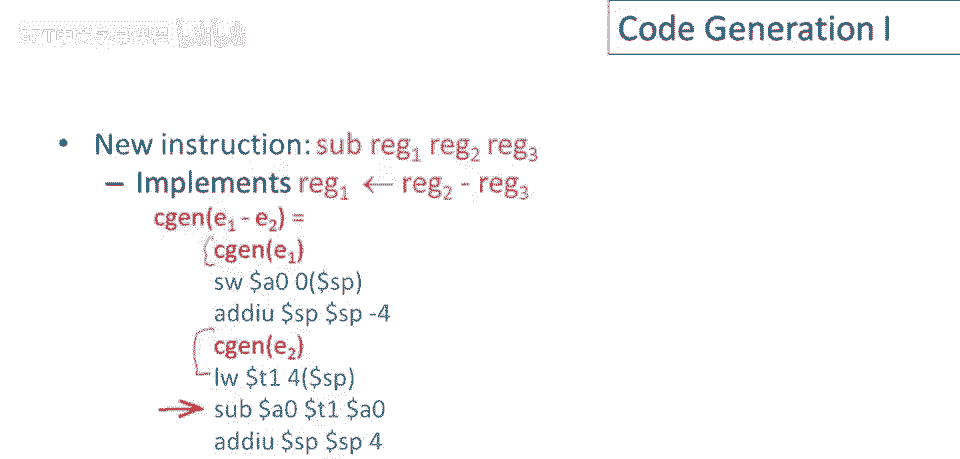 Code Generation I
• New instruction: sub reg₁ reg₂ reg₃
– Implements reg₁ ← reg₂ - reg₃
cgen(e₁ - e₂) =
cgen(e₁)
sw $a0 0($sp)
addiu $sp $sp -4
cgen(e₂)
lw $t1 4($sp)
sub $a0 $t1 $a0
addiu $sp $sp 4